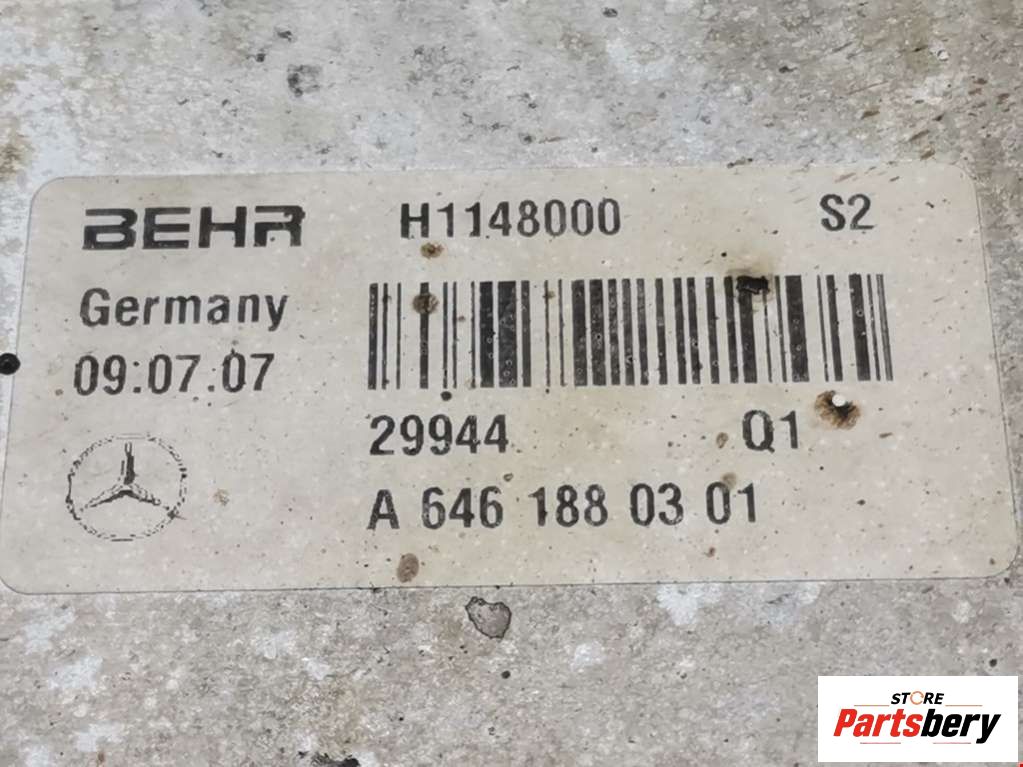 BEHR H1148000 S2
Germany
09.07.07
29944 Q1
A 646 188 03 01
STORE
Partsbery